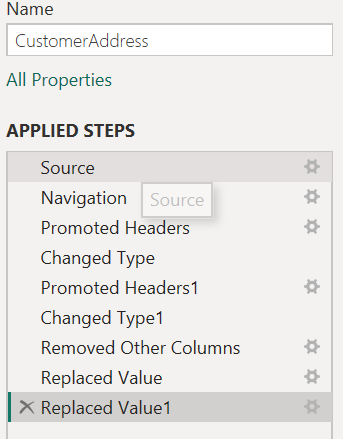 Name
CustomerAddress
All Properties
APPLIED STEPS
Source
Navigation
Source
Promoted Headers
Changed Type
Promoted Headers1
Changed Type1
Removed Other Columns
Replaced Value
Replaced Value1